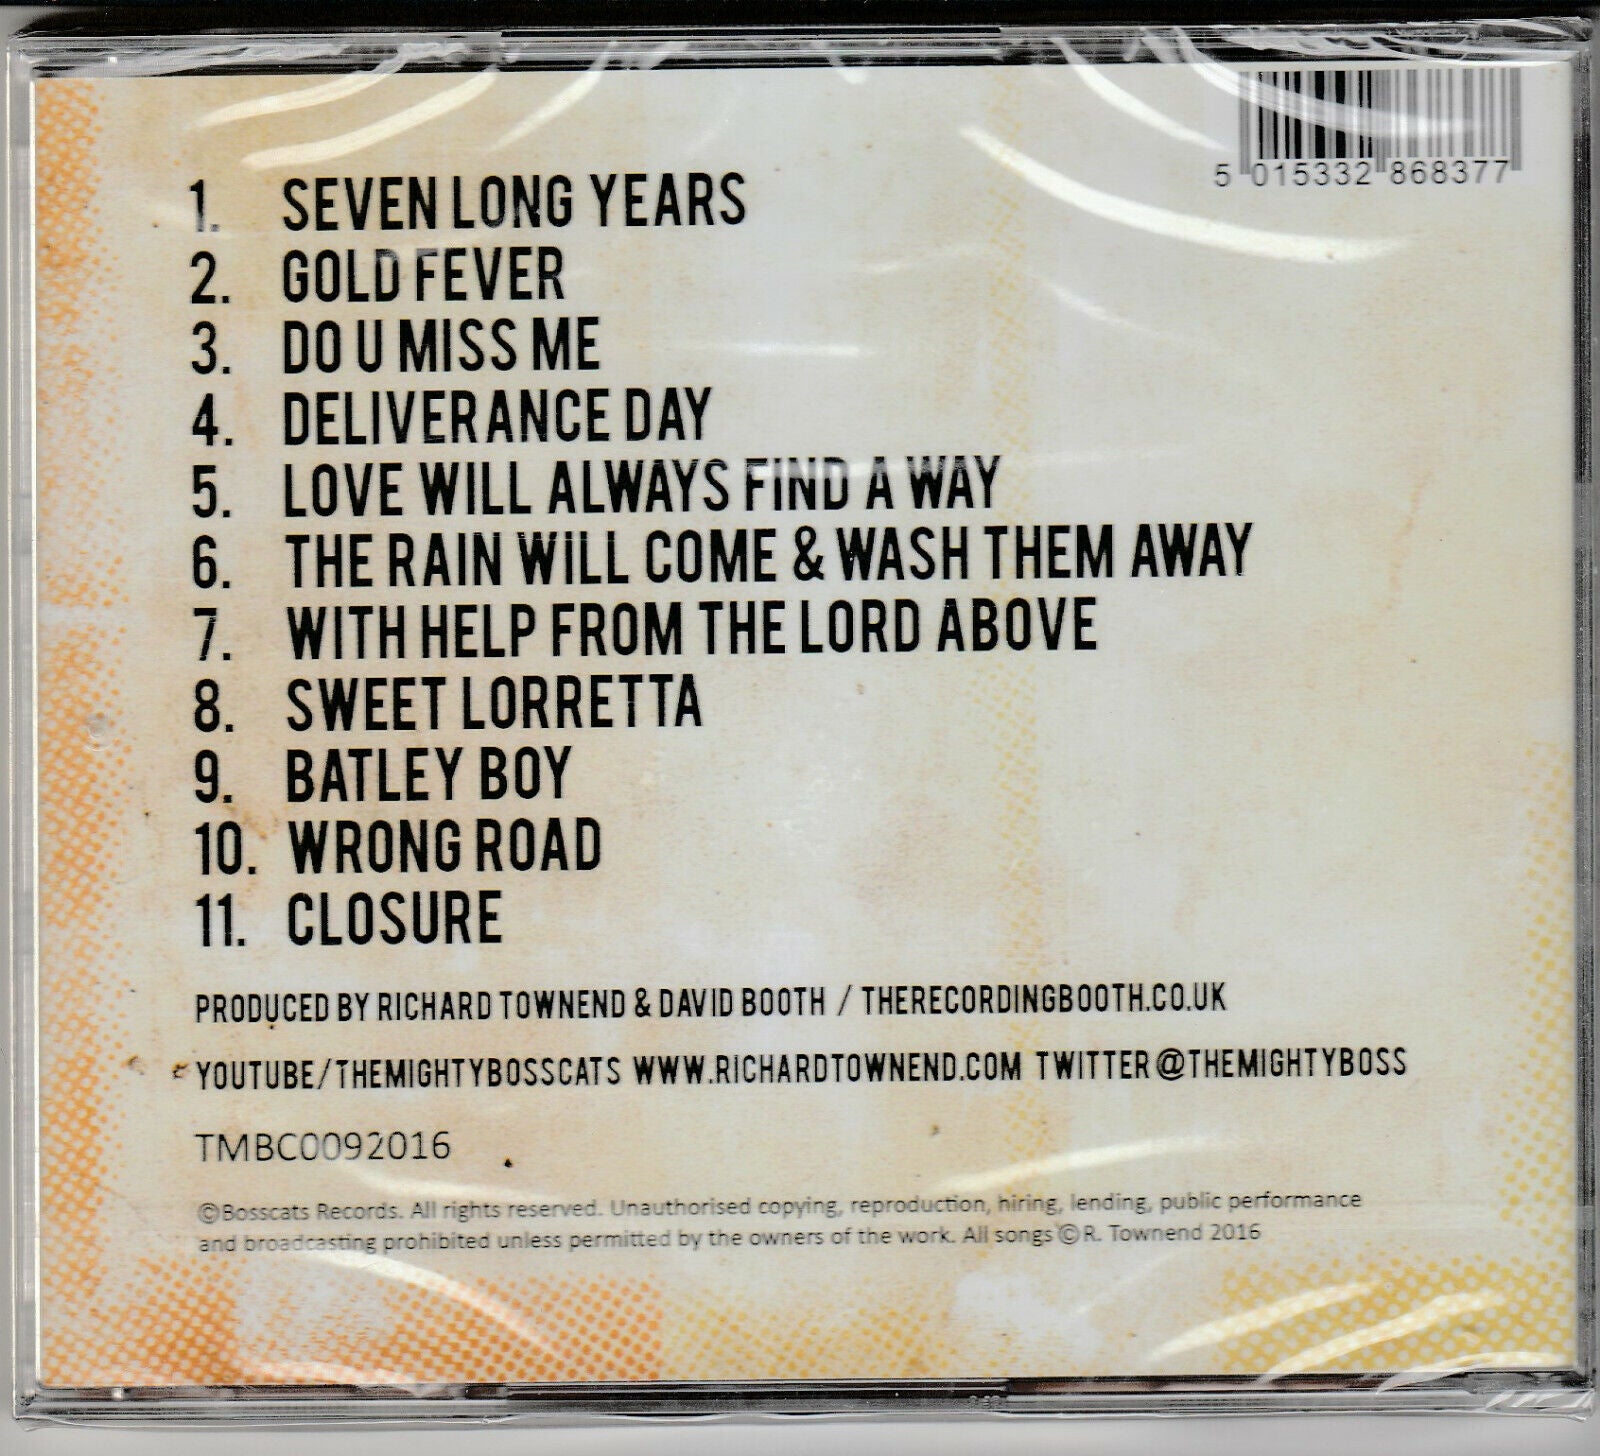 5 015332 868377
1. SEVEN LONG YEARS
2. GOLD FEVER
3. DO U MISS ME
4. DELIVERANCE DAY
5. LOVE WILL ALWAYS FIND A WAY
6. THE RAIN WILL COME & WASH THEM AWAY
7. WITH HELP FROM THE LORD ABOVE
8. SWEET LORRETTA
9. BATLEY BOY
10. WRONG ROAD
11. CLOSURE
PRODUCED BY RICHARD TOWNEND & DAVID BOOTH / THERECORDINGBOOTH.CO.UK
YOUTUBE/THEMIGHTYBOSSCATS WWW.RICHARDTOWNEND.COM TWITTER@THEMIGHTYBOSS
TMBC0092016
©Bosscats Records. All rights reserved. Unauthorised copying, reproduction, hiring, lending, public performance
and broadcasting prohibited unless permitted by the owners of the work. All songs © R. Townend 2016